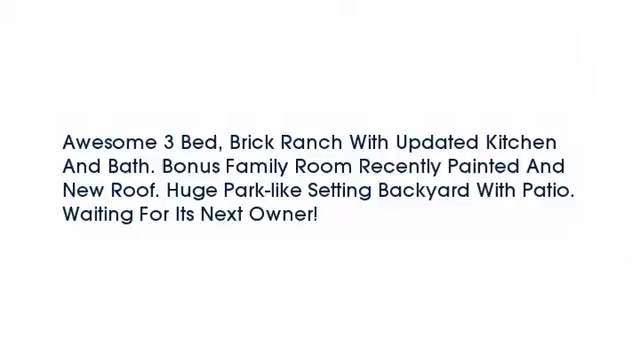 Awesome 3 Bed, Brick Ranch With Updated Kitchen
And Bath. Bonus Family Room Recently Painted And
New Roof. Huge Park-like Setting Backyard With Patio.
Waiting For Its Next Owner!